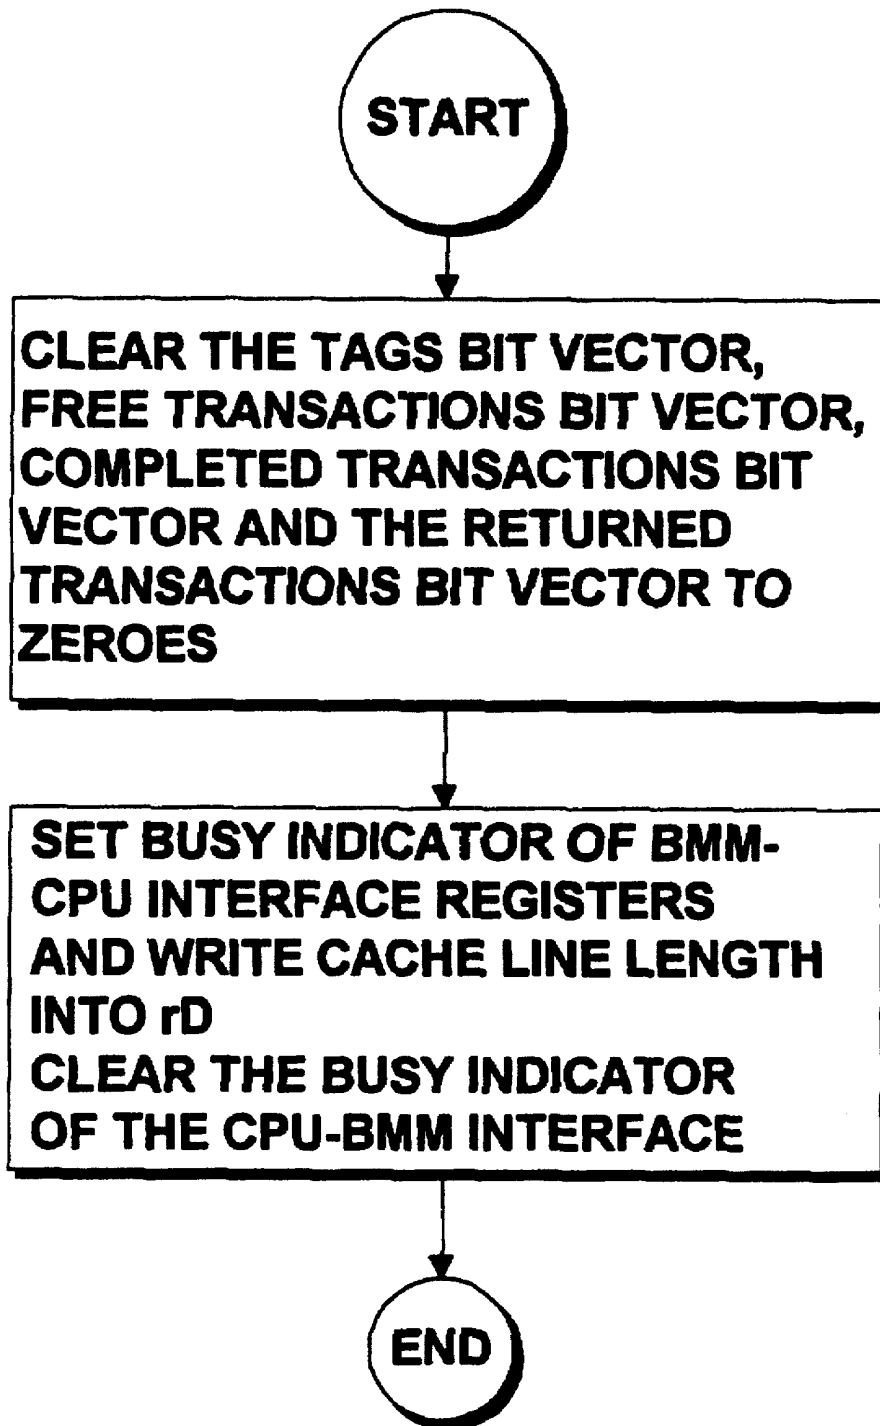 START
CLEAR THE TAGS BIT VECTOR,
FREE TRANSACTIONS BIT VECTOR,
COMPLETED TRANSACTIONS BIT
VECTOR AND THE RETURNED
TRANSACTIONS BIT VECTOR TO
ZEROES
SET BUSY INDICATOR OF BMM-
CPU INTERFACE REGISTERS
AND WRITE CACHE LINE LENGTH
INTO rD
CLEAR THE BUSY INDICATOR
OF THE CPU-BMM INTERFACE
END